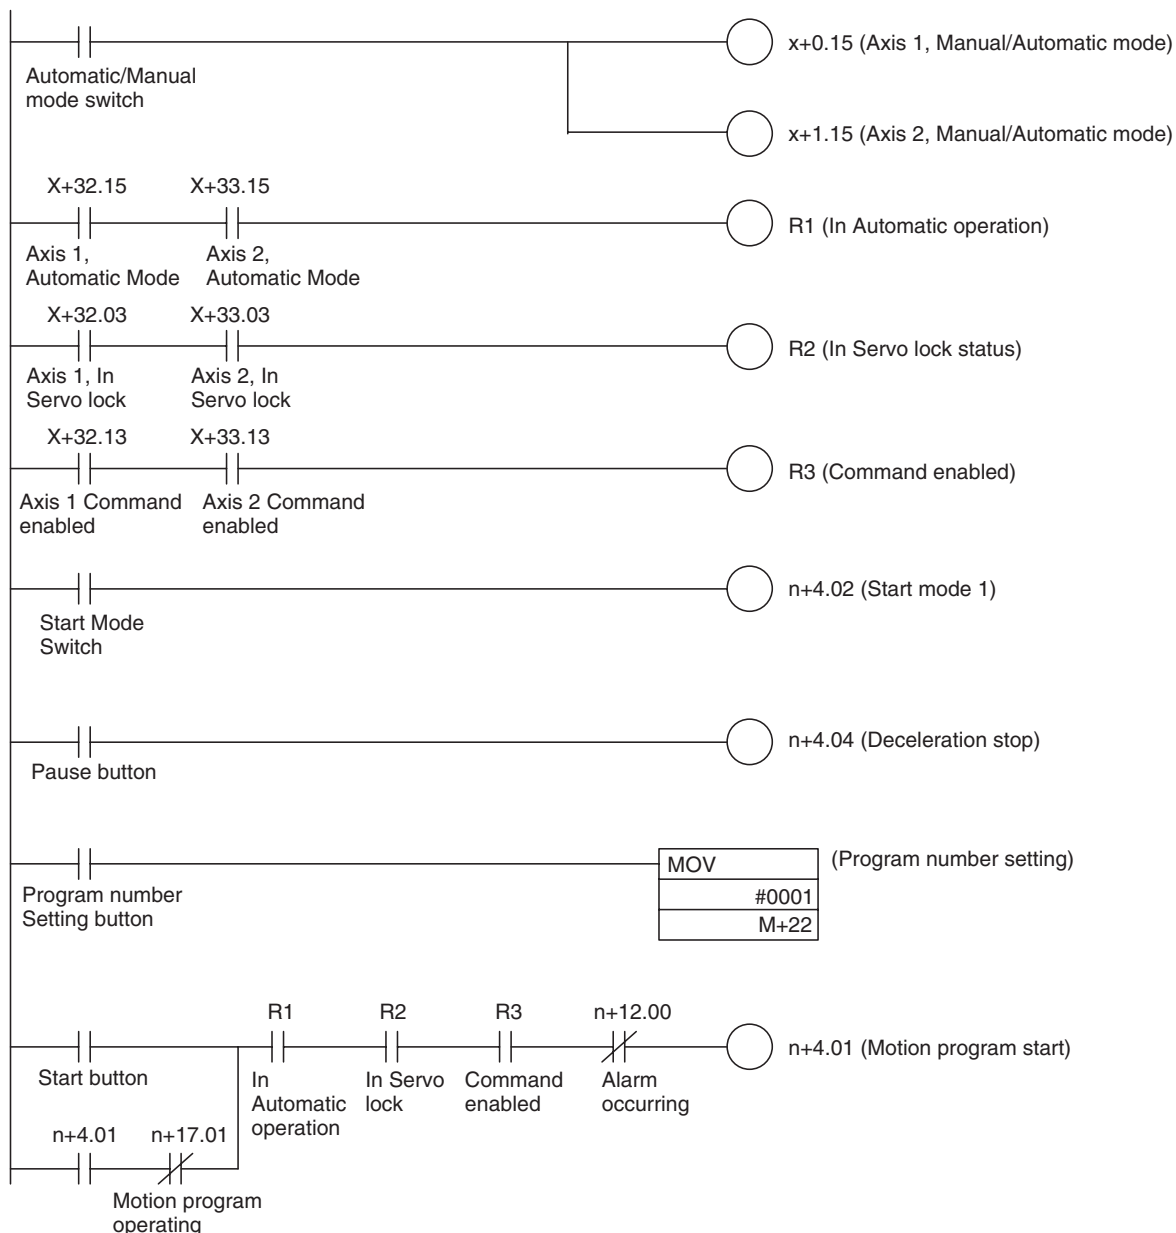 x+0.15 (Axis 1, Manual/Automatic mode)
Automatic/Manual
mode switch
x+1.15 (Axis 2, Manual/Automatic mode)
X+32.15 X+33.15
R1 (In Automatic operation)
Axis 1,
Automatic Mode
Axis 2,
Automatic Mode
X+32.03 X+33.03
R2 (In Servo lock status)
Axis 1, In
Servo lock
Axis 2, In
Servo lock
X+32.13 X+33.13
R3 (Command enabled)
Axis 1 Command
enabled
Axis 2 Command
enabled
n+4.02 (Start mode 1)
Start Mode
Switch
n+4.04 (Deceleration stop)
Pause button
MOV
(Program number setting)
#0001
M+22
Program number
Setting button
R1 R2 R3 n+12.00
n+4.01 (Motion program start)
Start button
In
Automatic
operation
In Servo
lock
Command
enabled
Alarm
occurring
n+4.01 n+17.01
Motion program
operating